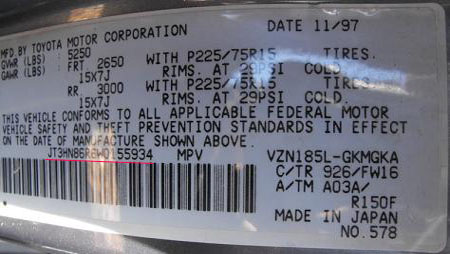 MFD.BY TOYOTA MOTOR CORPORATION DATE 11/97
GVWR (LBS) : 5250
GAWR (LBS) : FRT 2650 WITH P225/75R15 TIRES.
15X7J RIMS. AT 29PSI COLD.
RR 3000 WITH P225/75R15 TIRES.
15X7J RIMS. AT 29PSI COLD.
THIS VEHICLE CONFORMS TO ALL APPLICABLE FEDERAL MOTOR
VEHICLE SAFETY AND THEFT PREVENTION STANDARDS IN EFFECT
ON THE DATE OF MANUFACTURE SHOWN ABOVE.
JT3HN86R6W0155934 MPV VZN185L-GKMGKA
C/TR 926/FW16
A/TM A03A/
R150F
MADE IN JAPAN
NO.578